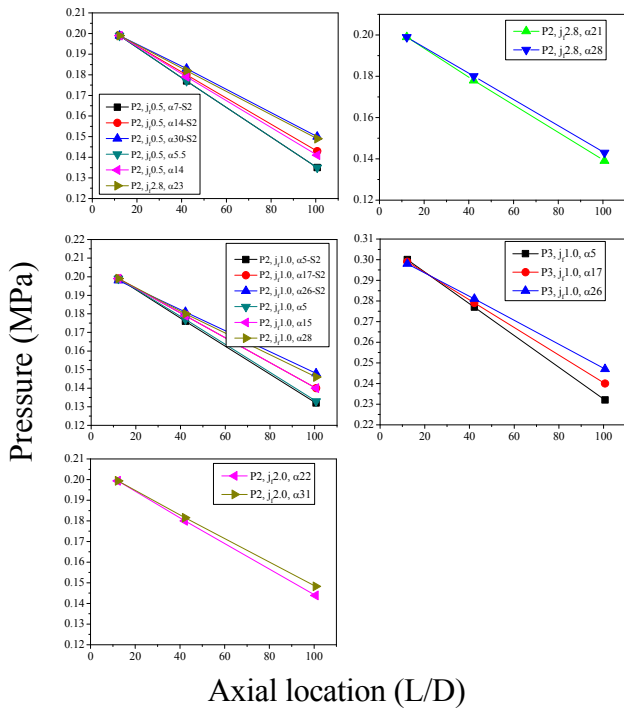 0.21
0.20
0.19
0.18
0.17
0.16
0.15
0.14
0.13
0.12
P2, jf0.5, α7-S2
P2, jf0.5, α14-S2
P2, jf0.5, α30-S2
P2, jf0.5, α5.5
P2, jf0.5, α14
P2, jf2.8, α23
0 20 40 60 80 100
0.20
0.18
0.16
0.14
0.12
P2, jf2.8, α21
P2, jf2.8, α28
0 20 40 60 80 100
Pressure (MPa)
0.22
0.21
0.20
0.19
0.18
0.17
0.16
0.15
0.14
0.13
0.12
P2, jf1.0, α5-S2
P2, jf1.0, α17-S2
P2, jf1.0, α26-S2
P2, jf1.0, α5
P2, jf1.0, α15
P2, jf1.0, α28
0 20 40 60 80 100
0.31
0.30
0.29
0.28
0.27
0.26
0.25
0.24
0.23
0.22
P3, jf1.0, α5
P3, jf1.0, α17
P3, jf1.0, α26
0 20 40 60 80 100
0.21
0.20
0.19
0.18
0.17
0.16
0.15
0.14
0.13
0.12
P2, jf2.0, α22
P2, jf2.0, α31
0 20 40 60 80 100
Axial location (L/D)